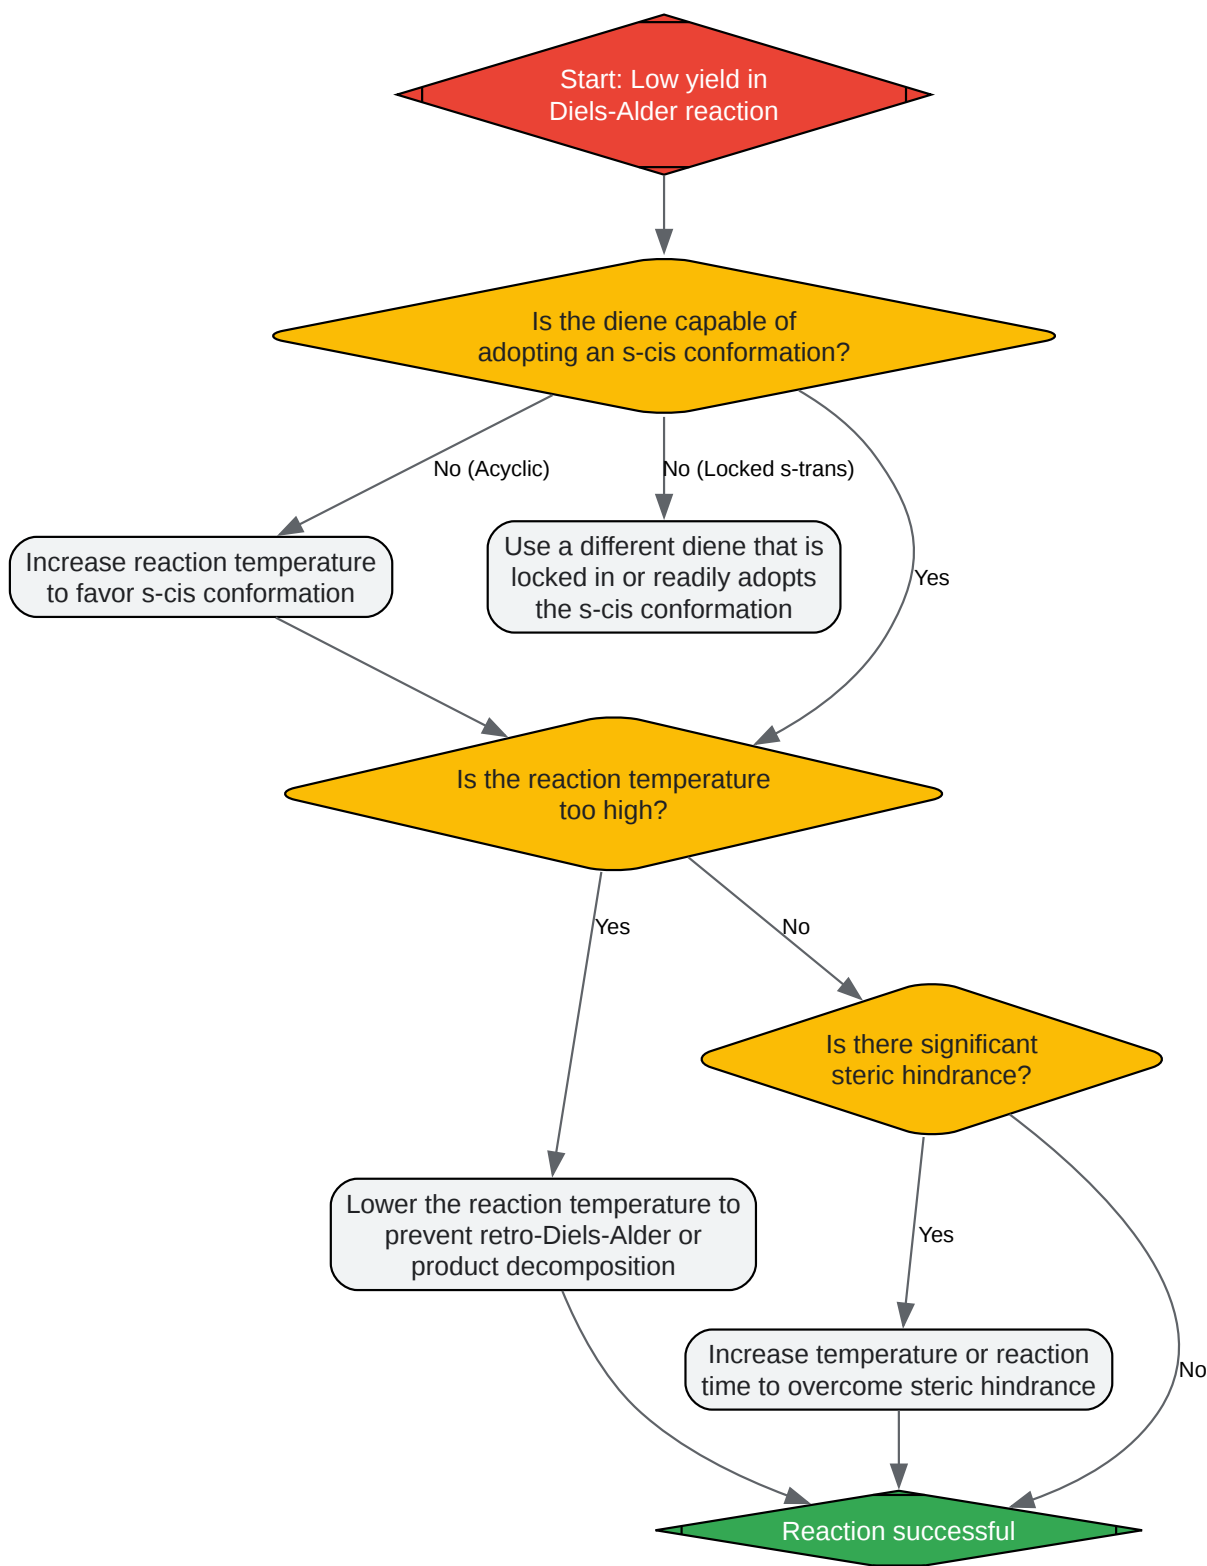 Start: Low yield in
Diels-Alder reaction
Is the diene capable of
adopting an s-cis conformation?
No (Acyclic)
No (Locked s-trans)
Yes
Increase reaction temperature
to favor s-cis conformation
Use a different diene that is
locked in or readily adopts
the s-cis conformation
Is the reaction temperature
too high?
Yes
No
Is there significant
steric hindrance?
Lower the reaction temperature to
prevent retro-Diels-Alder or
product decomposition
Yes
No
Increase temperature or reaction
time to overcome steric hindrance
Reaction successful